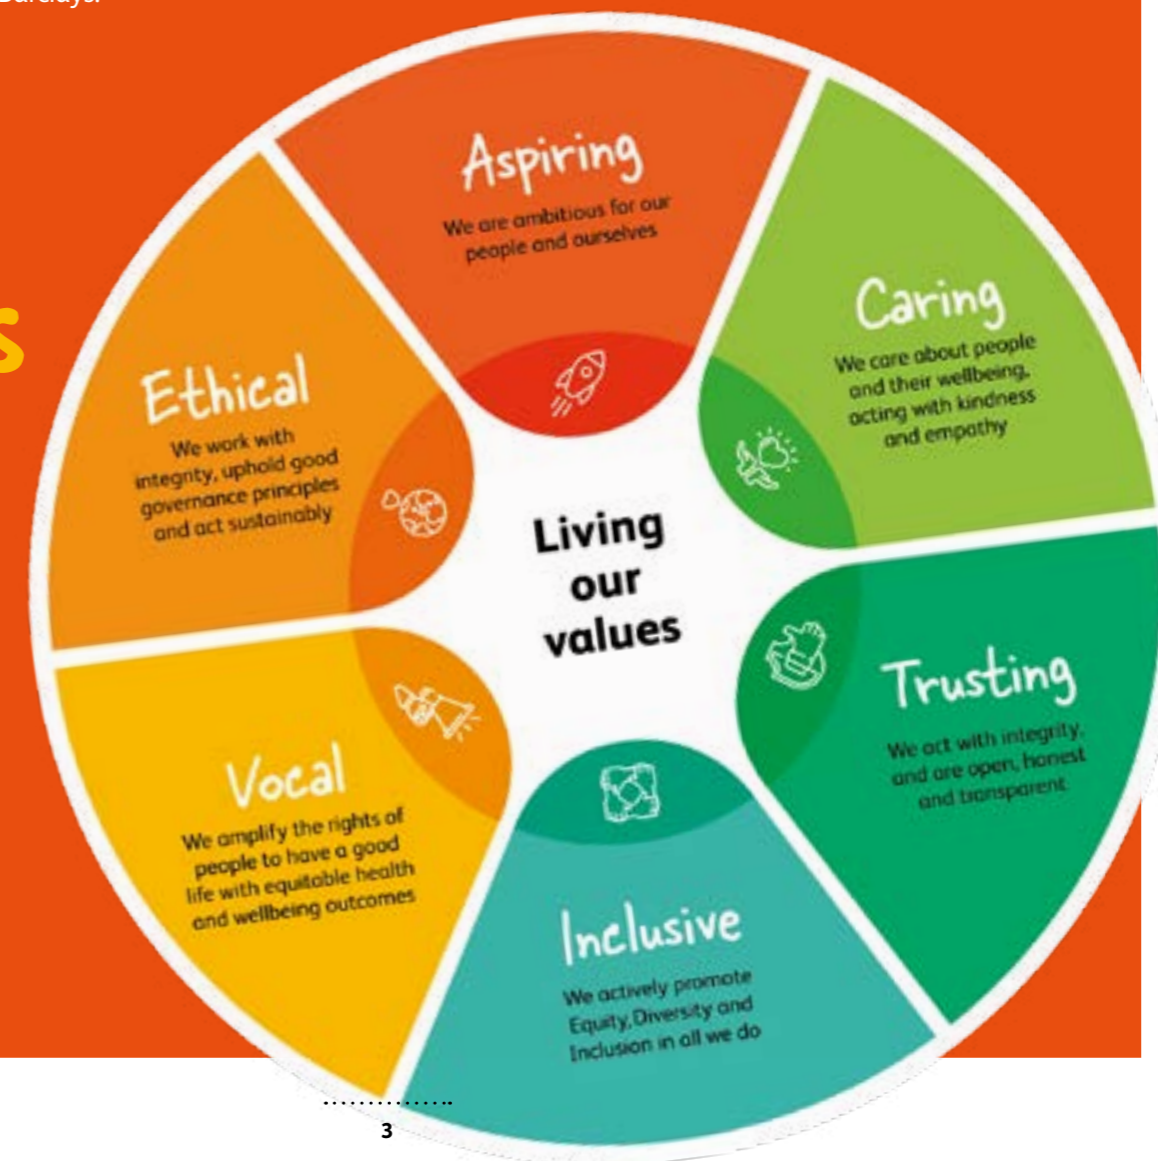 Barclays.
s
Aspiring
We are ambitious for our
people and ourselves
Caring
We care about people
and their wellbeing,
acting with kindness
and empathy
Ethical
We work with
integrity, uphold good
governance principles
and act sustainably
Living
our
values
Trusting
We act with integrity,
and are open, honest
and transparent
Vocal
We amplify the rights of
people to have a good
life with equitable health
and wellbeing outcomes
Inclusive
We actively promote
Equity, Diversity and
Inclusion in all we do
3